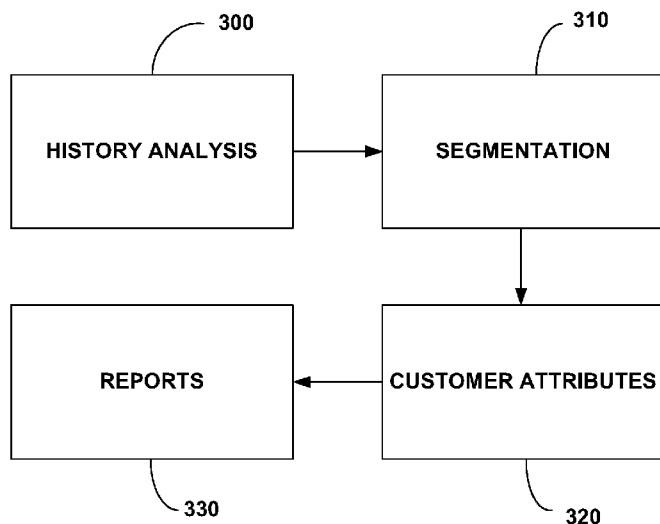 300
310
HISTORY ANALYSIS
SEGMENTATION
REPORTS
CUSTOMER ATTRIBUTES
330
320